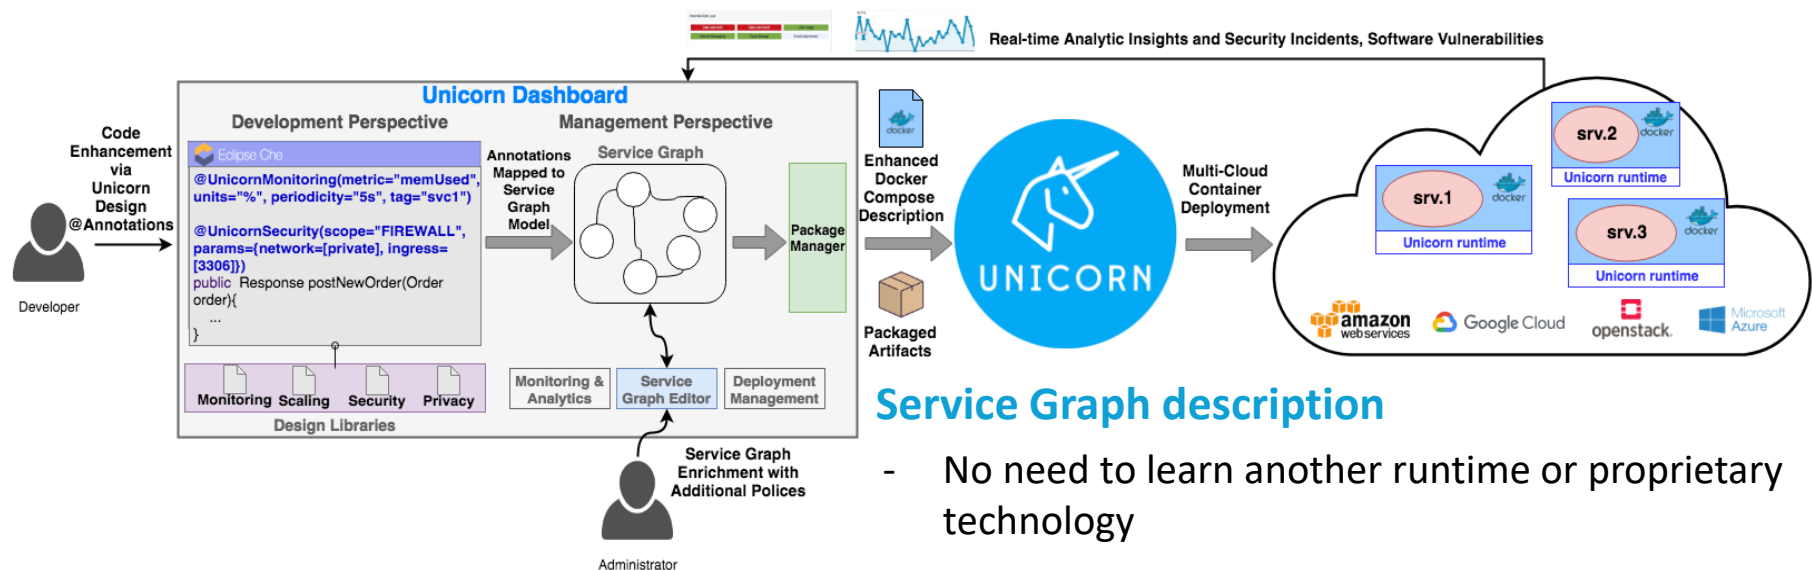 Real-time Analytic Insights and Security Incidents, Software Vulnerabilities
Unicorn Dashboard
Development Perspective
Management Perspective
Code
Enhancement
via
Unicorn
Design
@Annotations
Developer
Eclipse Che
@UnicornMonitoring(metric="memUsed",
units="%", periodicity="5s", tag="svc1")
@UnicornSecurity(scope="FIREWALL",
params={network=[private], ingress=
[3306]})
public Response postNewOrder(Order
order){
...
}
Monitoring
Scaling
Security
Privacy
Design Libraries
Annotations
Mapped to
Service
Graph
Model
Service Graph
Package
Manager
Monitoring &
Analytics
Service
Graph Editor
Deployment
Management
Service Graph
Enrichment with
Additional Polices
Administrator
docker
Enhanced
Docker
Compose
Description
Packaged
Artifacts
UNICORN
Multi-Cloud
Container
Deployment
srv.1
docker
Unicorn runtime
srv.2
docker
Unicorn runtime
srv.3
docker
Unicorn runtime
amazon
webservices
Google Cloud
openstack.
Microsoft
Azure
Service Graph description
- No need to learn another runtime or proprietary
technology